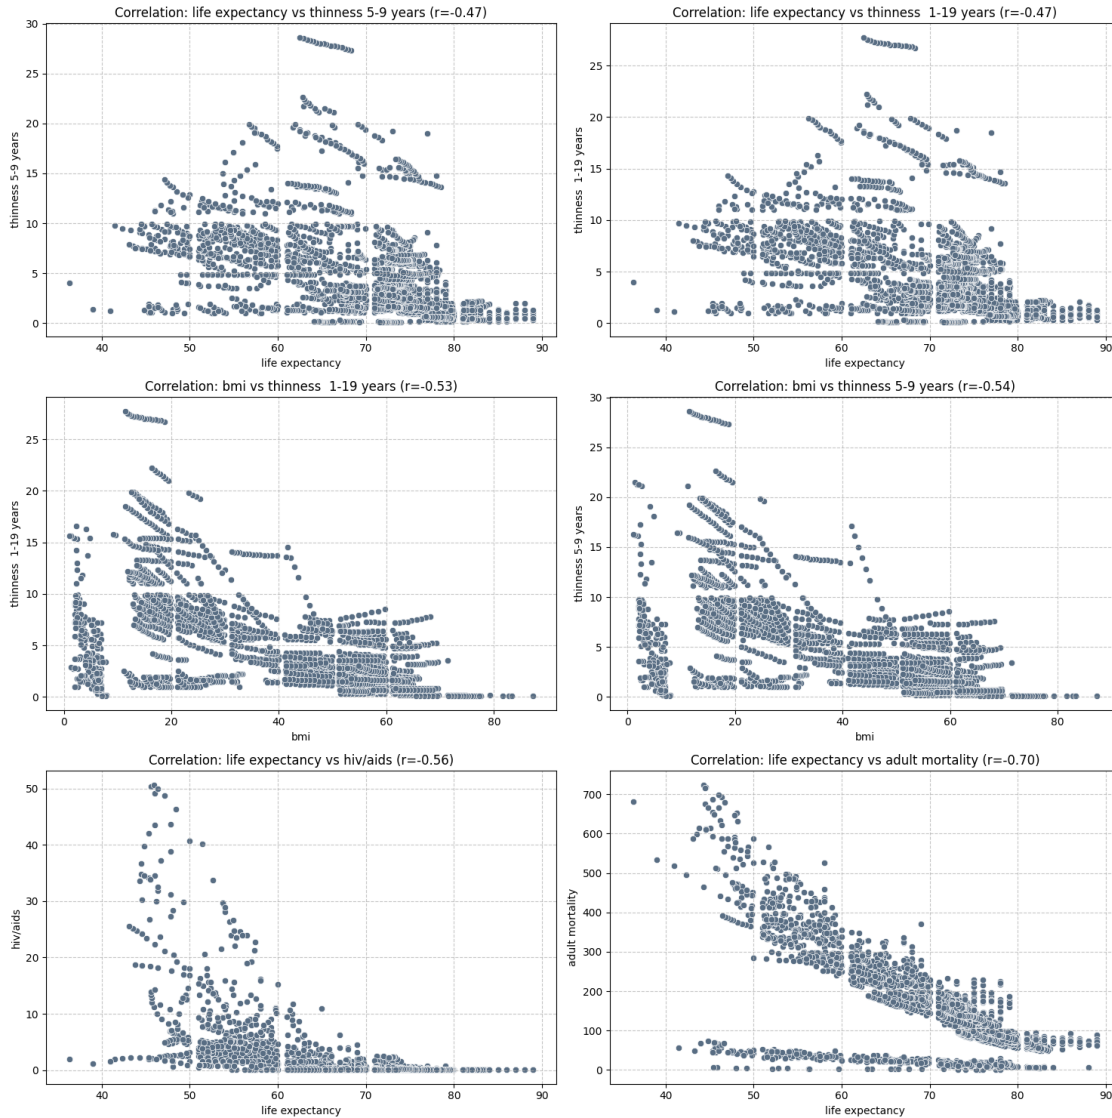 Correlation: life expectancy vs thinness 5-9 years (r=-0.47)
thinness 5-9 years
30
25
20
15
10
5
0
40 50 60 70 80 90
life expectancy
Correlation: life expectancy vs thinness  1-19 years (r=-0.47)
thinness  1-19 years
25
20
15
10
5
0
40 50 60 70 80 90
life expectancy
Correlation: bmi vs thinness  1-19 years (r=-0.53)
thinness  1-19 years
25
20
15
10
5
0
0 20 40 60 80
bmi
Correlation: bmi vs thinness 5-9 years (r=-0.54)
thinness 5-9 years
30
25
20
15
10
5
0
0 20 40 60 80
bmi
Correlation: life expectancy vs hiv/aids (r=-0.56)
hiv/aids
50
40
30
20
10
0
40 50 60 70 80 90
life expectancy
Correlation: life expectancy vs adult mortality (r=-0.70)
adult mortality
700
600
500
400
300
200
100
0
40 50 60 70 80 90
life expectancy